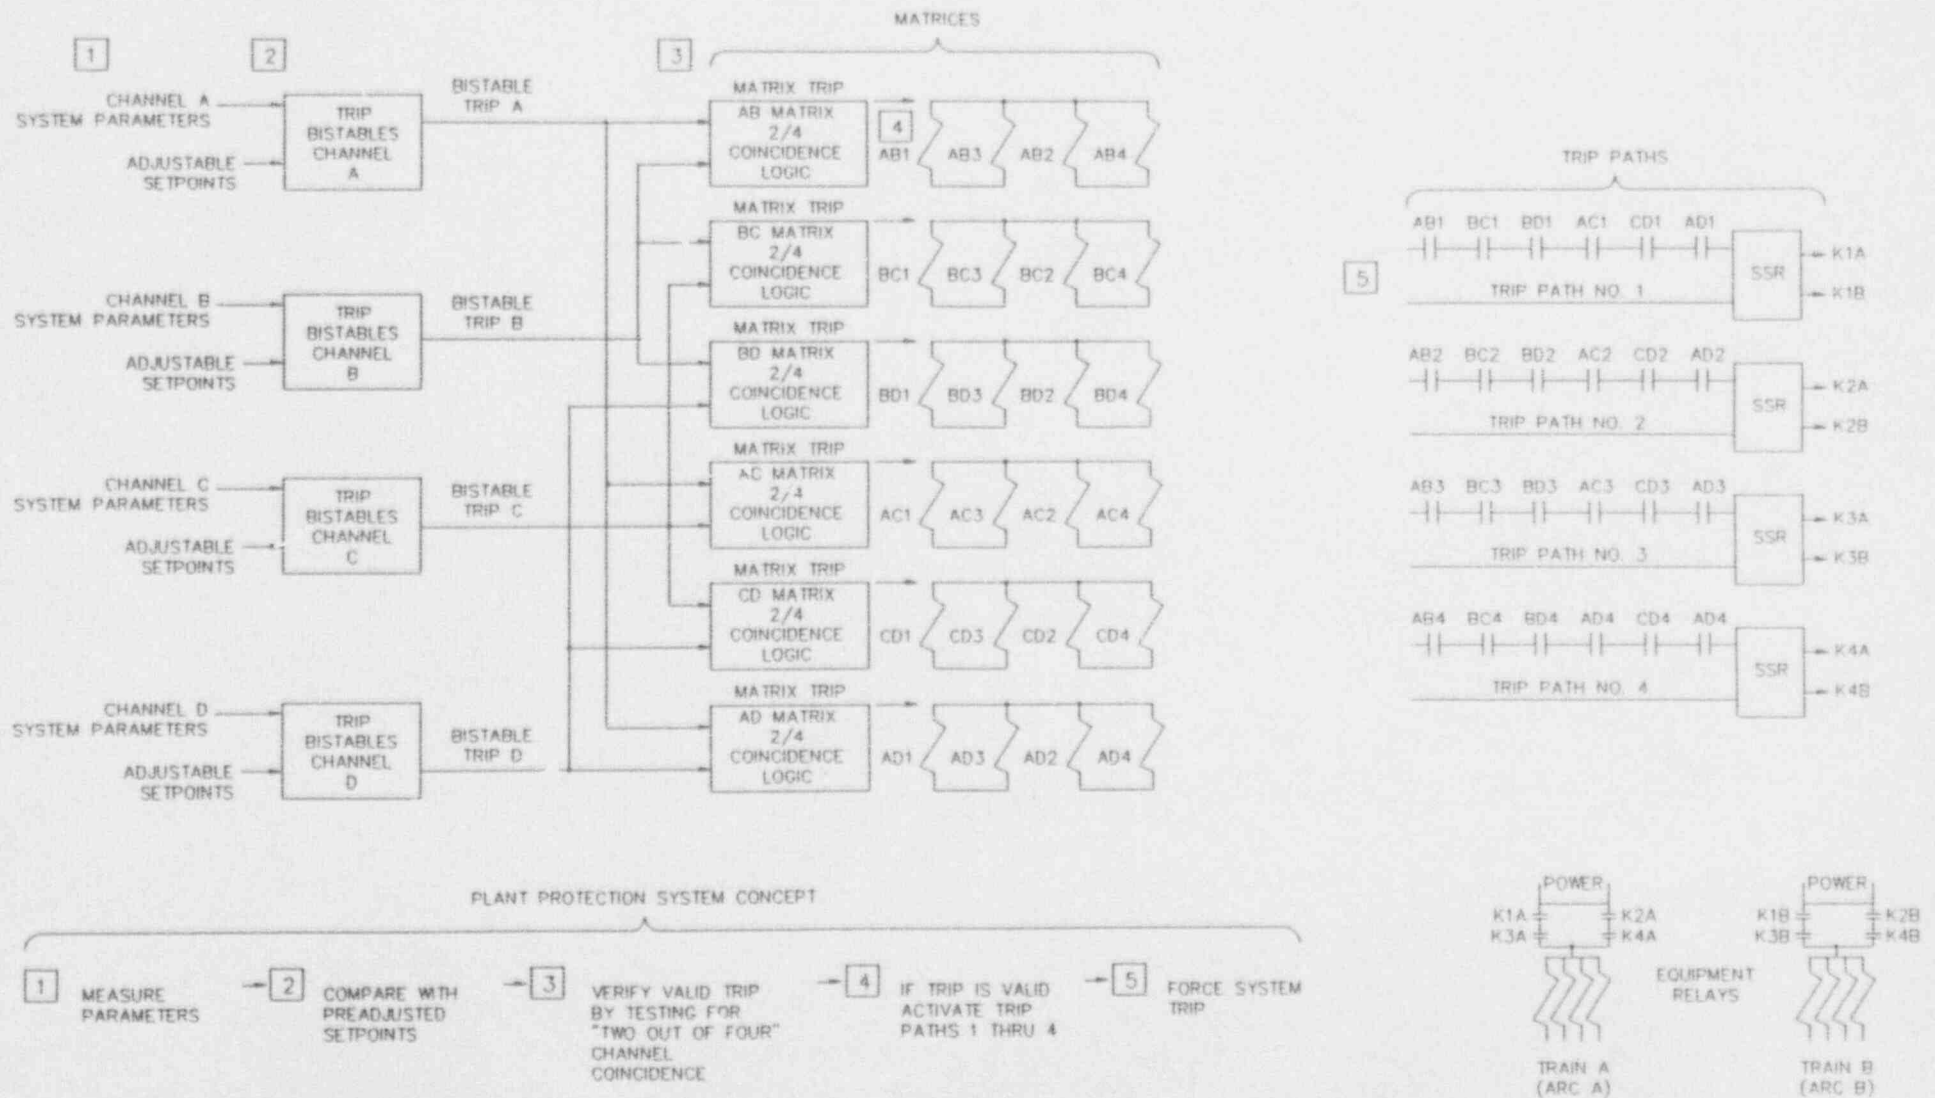 MATRICES
1
2
3
CHANNEL A
SYSTEM PARAMETERS
ADJUSTABLE
SETPOINTS
TRIP
BISTABLES
CHANNEL
A
BISTABLE
TRIP A
MATRIX TRIP
AB MATRIX
2/4
COINCIDENCE
LOGIC
4
AB1
AB3
AB2
AB4
MATRIX TRIP
BC MATRIX
2/4
COINCIDENCE
LOGIC
BC1
BC3
BC2
BC4
CHANNEL B
SYSTEM PARAMETERS
ADJUSTABLE
SETPOINTS
TRIP
BISTABLES
CHANNEL
B
BISTABLE
TRIP B
MATRIX TRIP
BD MATRIX
2/4
COINCIDENCE
LOGIC
BD1
BD3
BD2
BD4
CHANNEL C
SYSTEM PARAMETERS
ADJUSTABLE
SETPOINTS
TRIP
BISTABLES
CHANNEL
C
BISTABLE
TRIP C
MATRIX TRIP
AC MATRIX
2/4
COINCIDENCE
LOGIC
AC1
AC3
AC2
AC4
MATRIX TRIP
CD MATRIX
2/4
COINCIDENCE
LOGIC
CD1
CD3
CD2
CD4
CHANNEL D
SYSTEM PARAMETERS
ADJUSTABLE
SETPOINTS
TRIP
BISTABLES
CHANNEL
D
BISTABLE
TRIP D
MATRIX TRIP
AD MATRIX
2/4
COINCIDENCE
LOGIC
AD1
AD3
AD2
AD4
TRIP PATHS
5
AB1 BC1 BD1 AC1 CD1 AD1
TRIP PATH NO. 1
SSR
K1A
K1B
AB2 BC2 BD2 AC2 CD2 AD2
TRIP PATH NO. 2
SSR
K2A
K2B
AB3 BC3 BD3 AC3 CD3 AD3
TRIP PATH NO. 3
SSR
K3A
K3B
AB4 BC4 BD4 AD4 CD4 AD4
TRIP PATH NO. 4
SSR
K4A
K4B
PLANT PROTECTION SYSTEM CONCEPT
1
MEASURE
PARAMETERS
2
COMPARE WITH
PREADJUSTED
SETPOINTS
3
VERIFY VALID TRIP
BY TESTING FOR
"TWO OUT OF FOUR"
CHANNEL
COINCIDENCE
4
IF TRIP IS VALID
ACTIVATE TRIP
PATHS 1 THRU 4
5
FORCE SYSTEM
TRIP
POWER
K1A
K2A
K3A
K4A
TRAIN A
(ARC A)
EQUIPMENT
RELAYS
POWER
K1B
K2B
K3B
K4B
TRAIN B
(ARC B)